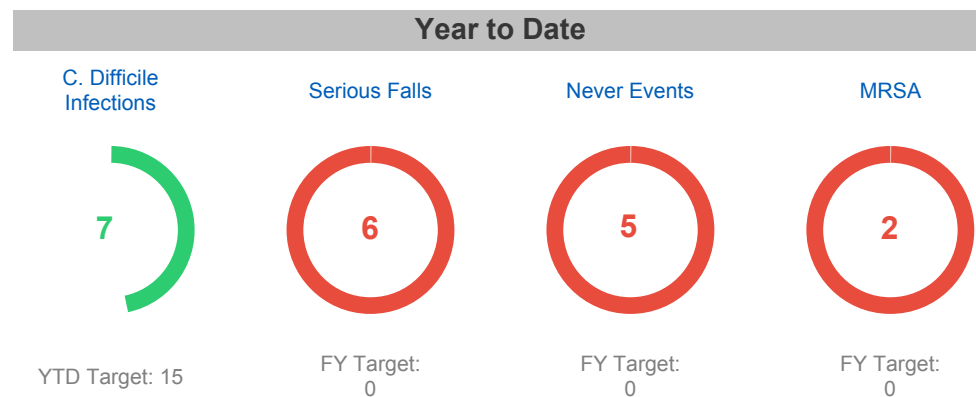 Year to Date
C. Difficile
Infections
Serious Falls
Never Events
MRSA
7
6
5
2
YTD Target: 15
FY Target:
0
FY Target:
0
FY Target:
0